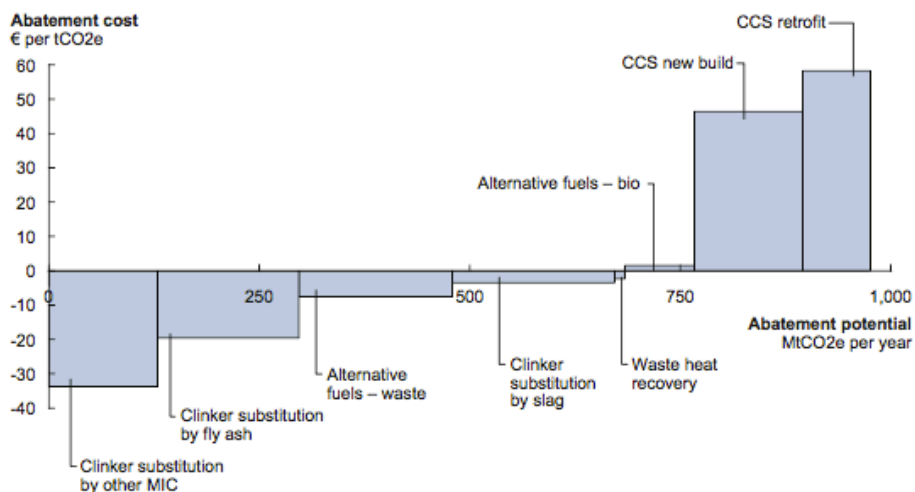 Abatement cost
€ per tCO2e
CCS retrofit
CCS new build
60
50
40
30
20
10
0
-10
-20
-30
-40
Alternative fuels – bio
0
250
500
750
1,000
Abatement potential
MtCO2e per year
Clinker substitution
by other MIC
Clinker substitution
by fly ash
Alternative
fuels – waste
Clinker
substitution
by slag
Waste heat
recovery